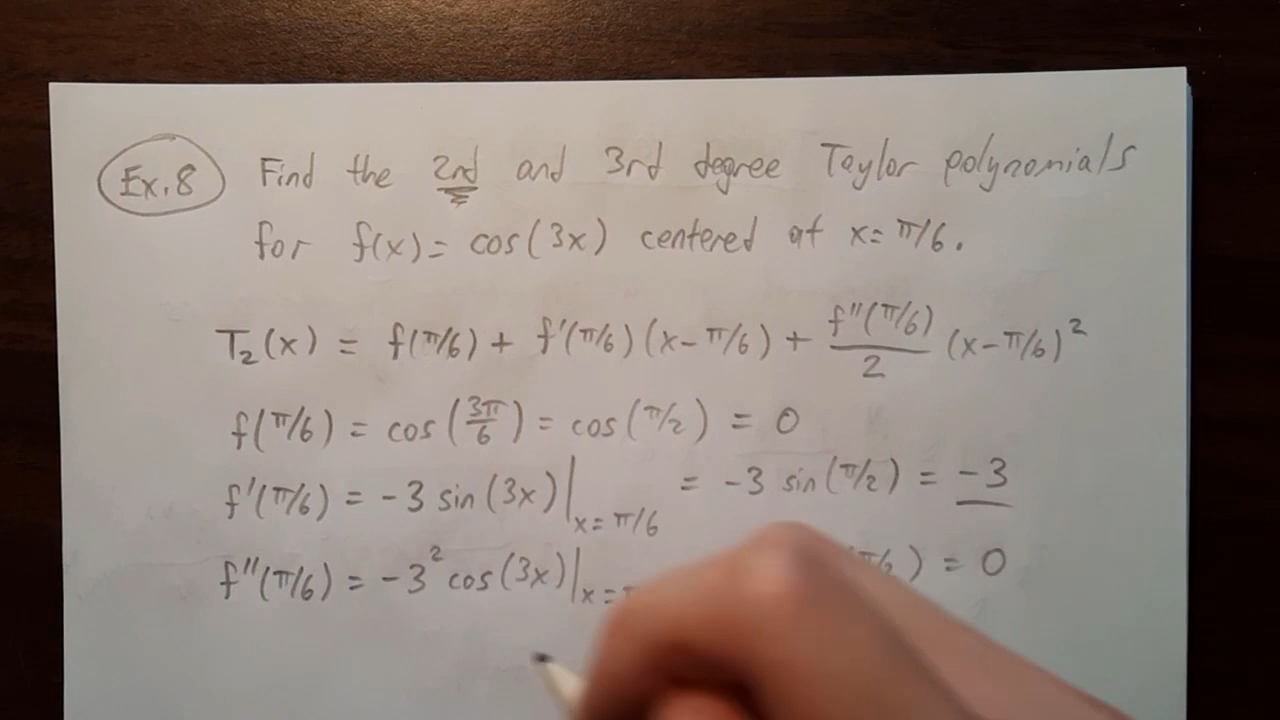 Ex. 8 Find the 2nd and 3rd degree Taylor polynomials
for f(x) = cos(3x) centered at x = π/6.
T₂(x) = f(π/6) + f'(π/6)(x-π/6) + f''(π/6)/2 (x-π/6)²
f(π/6) = cos(3π/6) = cos(π/2) = 0
f'(π/6) = -3 sin(3x)|x=π/6 = -3 sin(π/2) = -3
f''(π/6) = -3² cos(3x)|x= (π/2) = 0